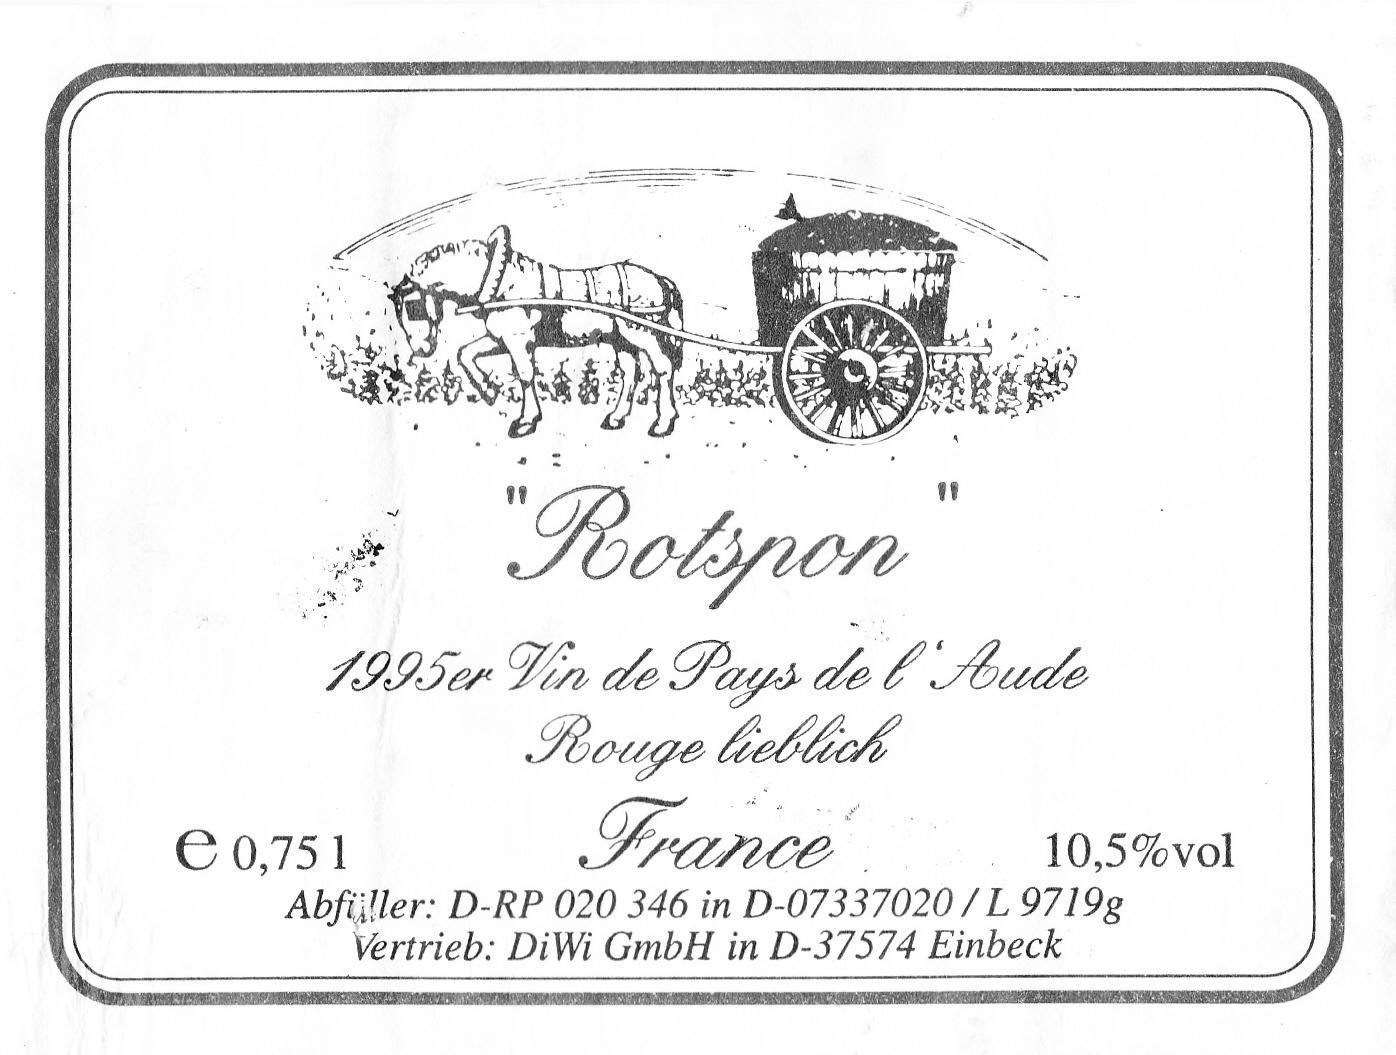 "Rotspon"
1995er Vin de Pays de l'Aude
Rouge lieblich
France
e 0,75 l
10,5%vol
Abfüller: D-RP 020 346 in D-07337020 / L 9719g
Vertrieb: DiWi GmbH in D-37574 Einbeck